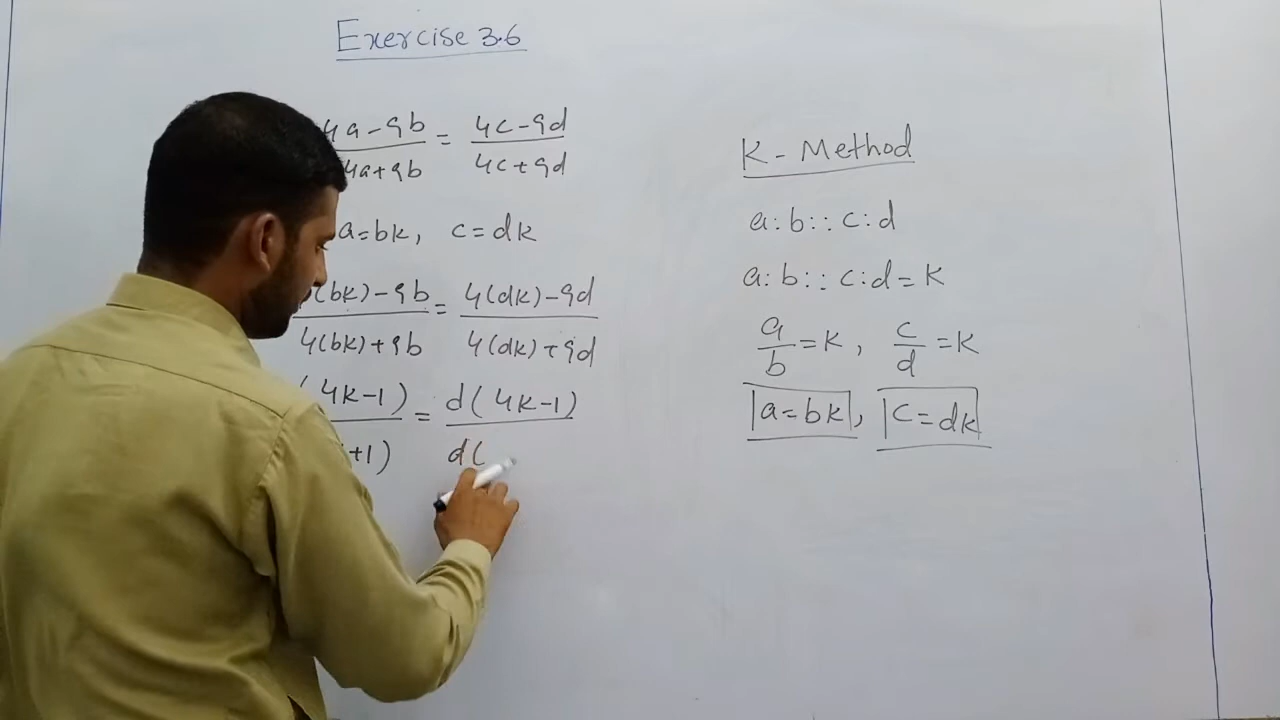 Exercise 3.6
4a-9b = 4c-9d
4a+9b 4c+9d
a=bk, c=dk
(bk)-9b = 4(dk)-9d
4(bk)+9b 4(dk)+9d
(4k-1) = d(4k-1)
+1) d(
K-Method
a:b::c:d
a:b::c:d=k
a/b=k, c/d=k
a=bk, c=dk